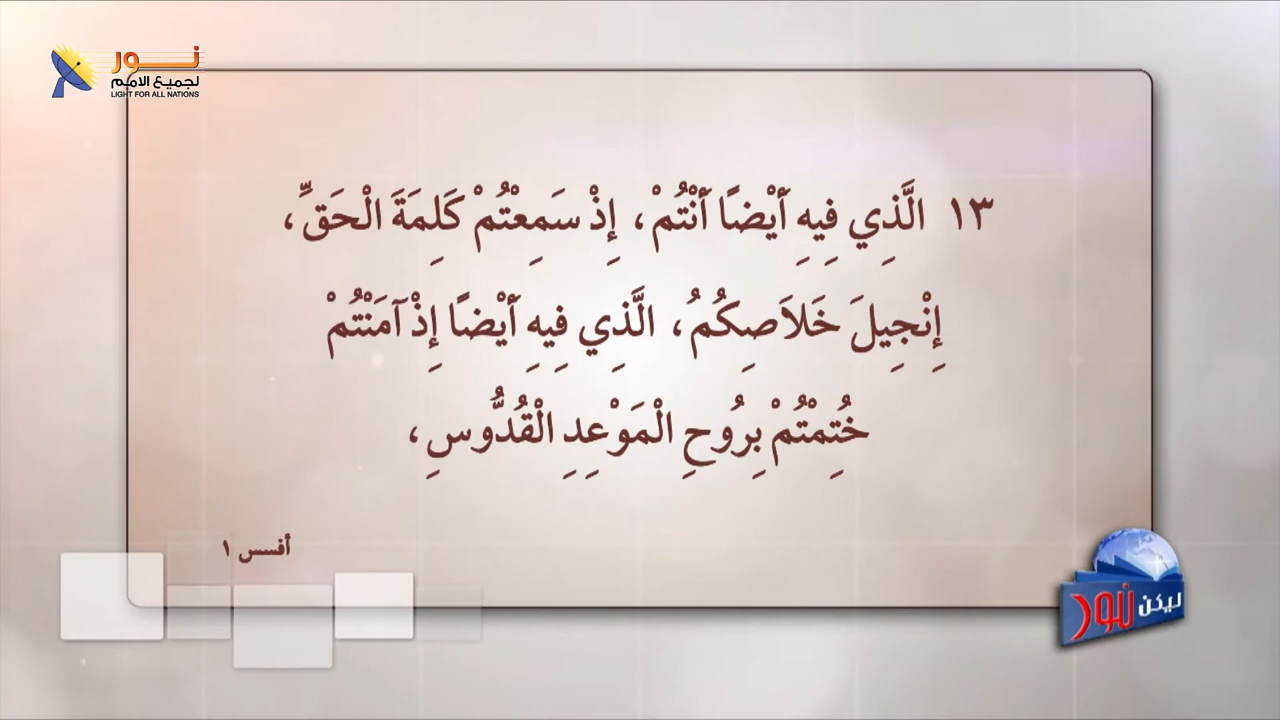 نور
لجميع الامم
LIGHT FOR ALL NATIONS
١٣ الَّذِي فِيهِ أَيْضًا أَنْتُمْ، إِذْ سَمِعْتُمْ كَلِمَةَ الْحَقِّ،
إِنْجِيلَ خَلاَصِكُمُ، الَّذِي فِيهِ أَيْضًا إِذْ آمَنْتُمْ
خُتِمْتُمْ بِرُوحِ الْمَوْعِدِ الْقُدُّوسِ،
أفسس ١
ليكن نور